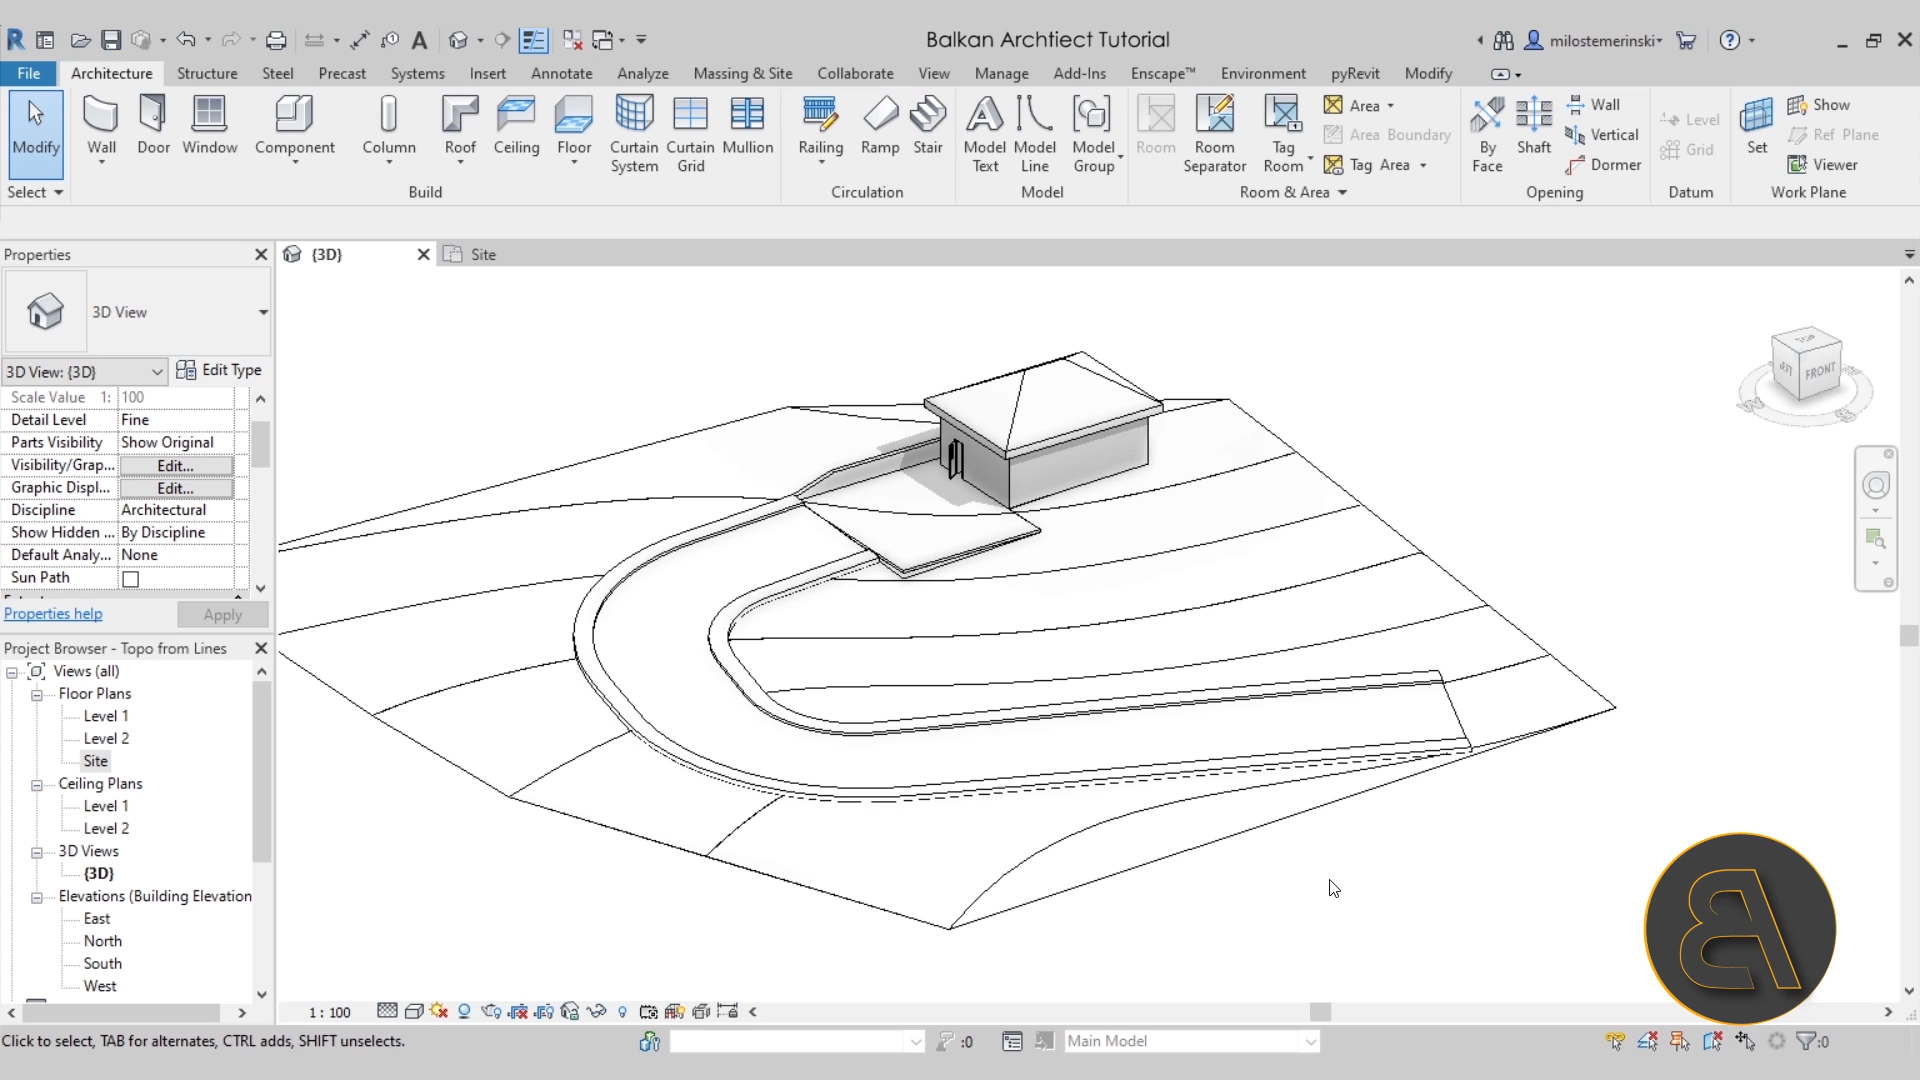 Balkan Archtiect Tutorial
milostemerinski
File Architecture Structure Steel Precast Systems Insert Annotate Analyze Massing & Site Collaborate View Manage Add-Ins Enscape™ Environment pyRevit Modify
Modify
Wall
Door
Window
Component
Column
Roof
Ceiling
Floor
Curtain System
Curtain Grid
Mullion
Railing
Ramp
Stair
Model Text
Model Line
Model Group
Room
Room Separator
Tag Room
Area
Area Boundary
Tag Area
By Face
Shaft
Wall
Vertical
Dormer
Level
Grid
Set
Show
Ref Plane
Viewer
Select
Build
Circulation
Model
Room & Area
Opening
Datum
Work Plane
Properties
{3D}
Site
3D View
3D View: {3D}
Edit Type
Scale Value 1: 100
Detail Level Fine
Parts Visibility Show Original
Visibility/Grap... Edit...
Graphic Displ... Edit...
Discipline Architectural
Show Hidden ... By Discipline
Default Analy... None
Sun Path
Properties help
Apply
Project Browser - Topo from Lines
Views (all)
Floor Plans
Level 1
Level 2
Site
Ceiling Plans
Level 1
Level 2
3D Views
{3D}
Elevations (Building Elevation
East
North
South
West
TOP
LEFT
FRONT
1 : 100
Click to select, TAB for alternates, CTRL adds, SHIFT unselects.
:0
Main Model
:0